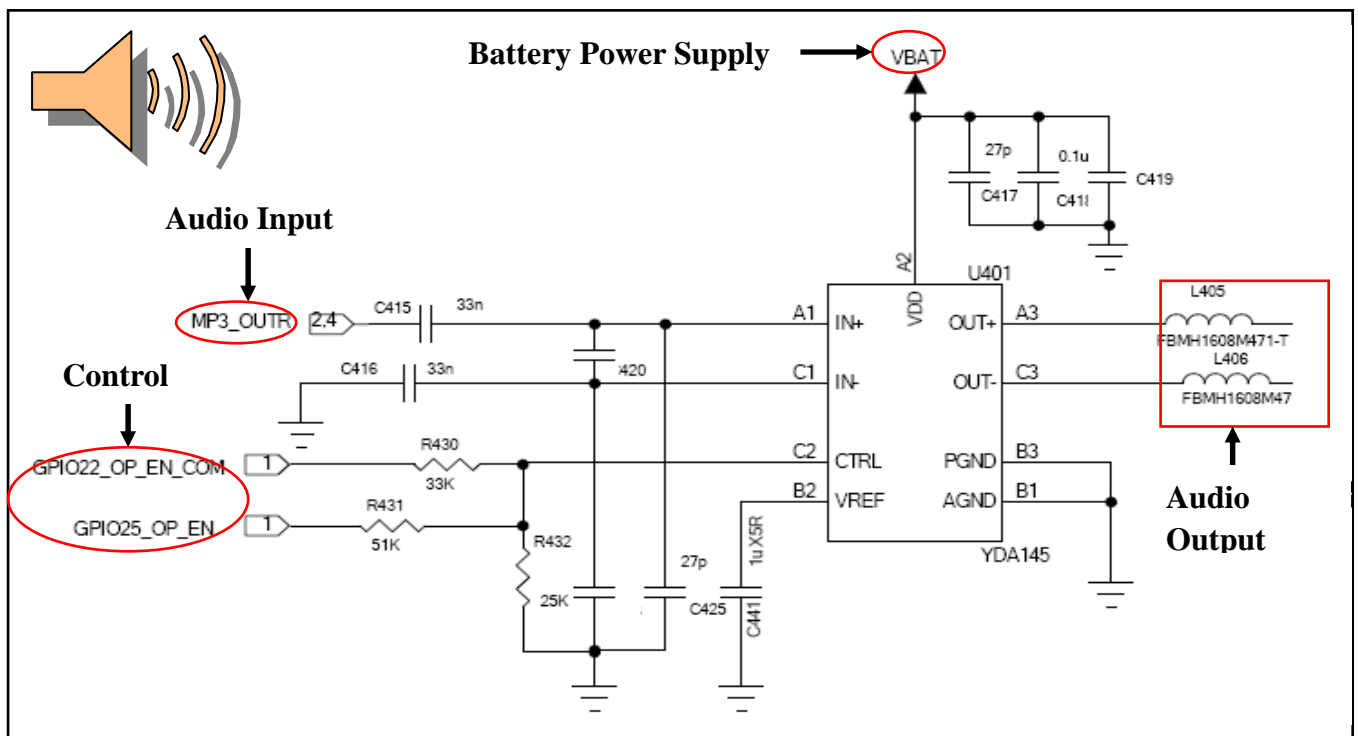 Battery Power Supply
VBAT
27p
0.1u
C417
C419
Audio Input
A2
U401
L405
MP3_OUTR
2,4
C415
33n
A1
IN+
VDD
OUT+
A3
FBMH1608M471-T
L406
Control
C416
33n
C1
IN-
OUT-
C3
FBMH1608M47
GPIO22_OP_EN_COM
1
R430
33K
C2
CTRL
PGND
B3
B2
VREF
AGND
B1
Audio
Output
GPIO25_OP_EN
1
R431
51K
R432
25K
27p
C425
1uX5R
C441
YDA145